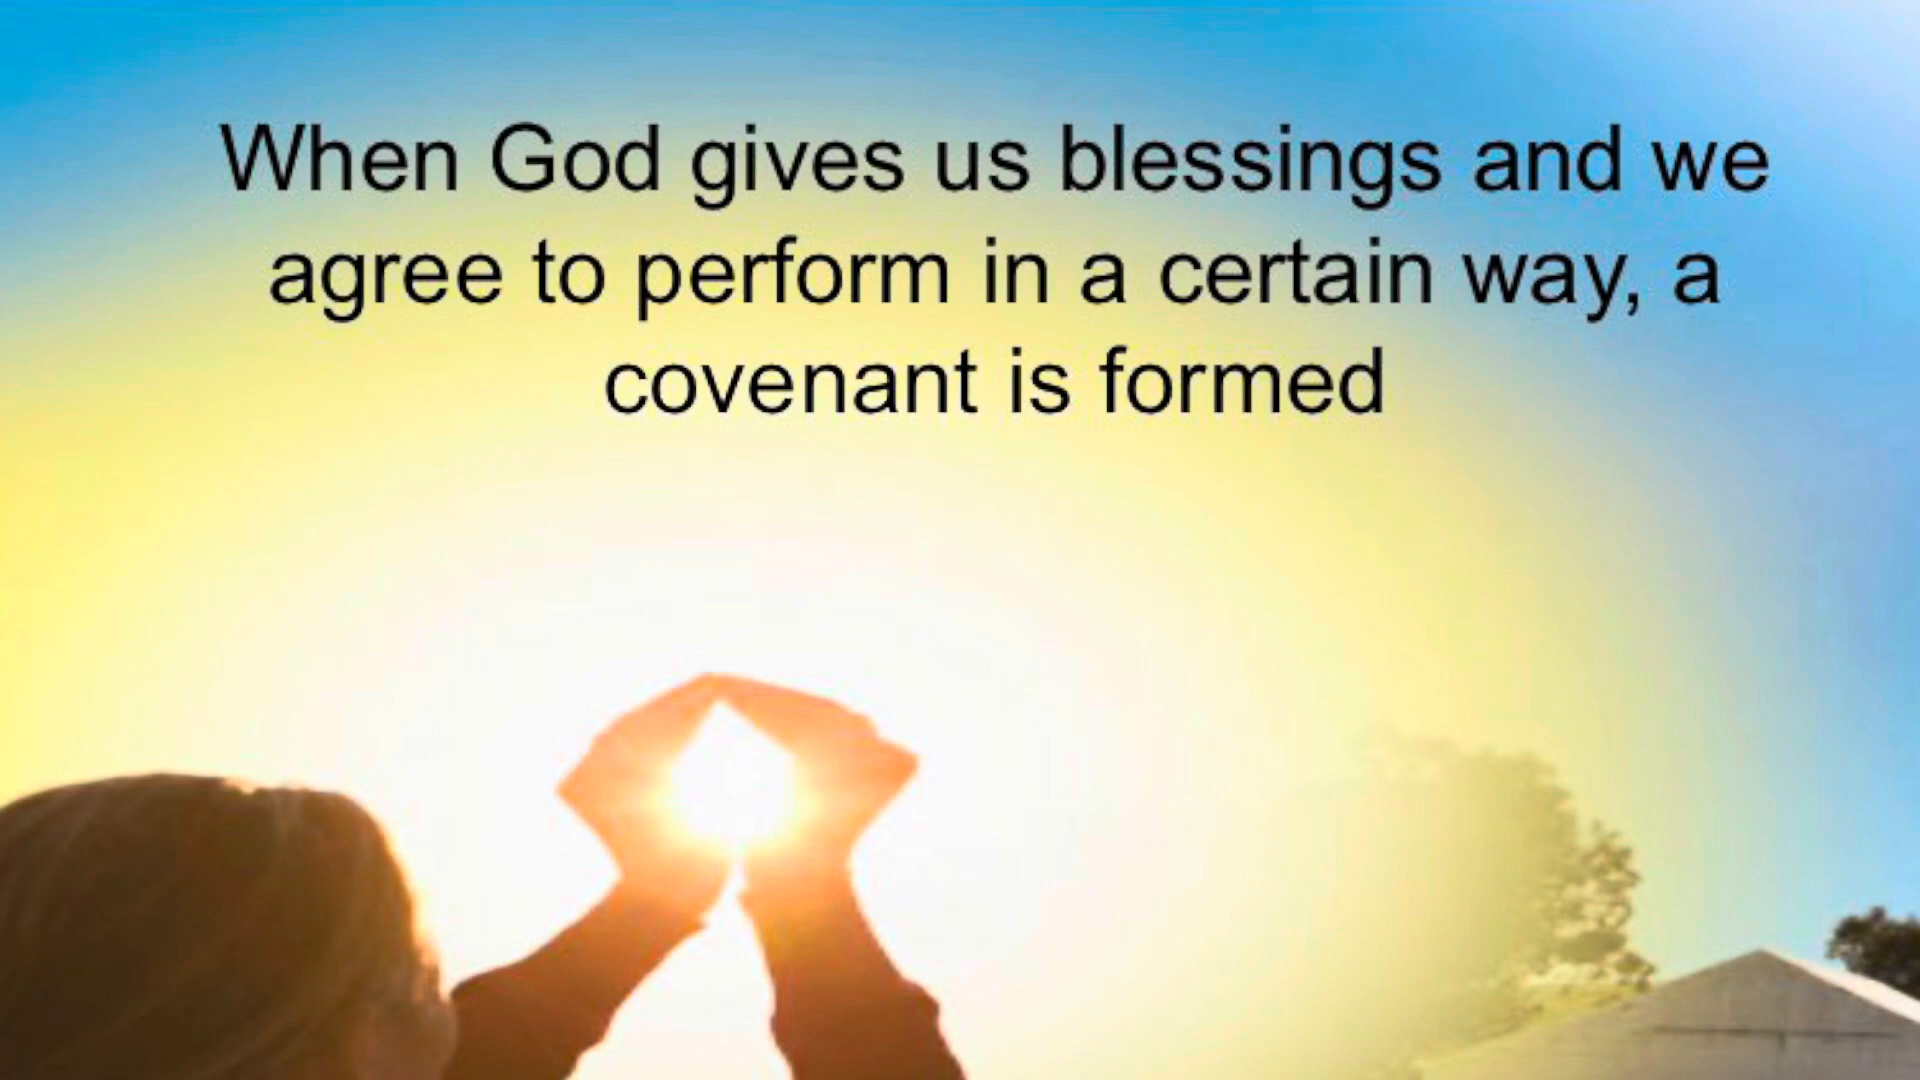 When God gives us blessings and we
agree to perform in a certain way, a
covenant is formed